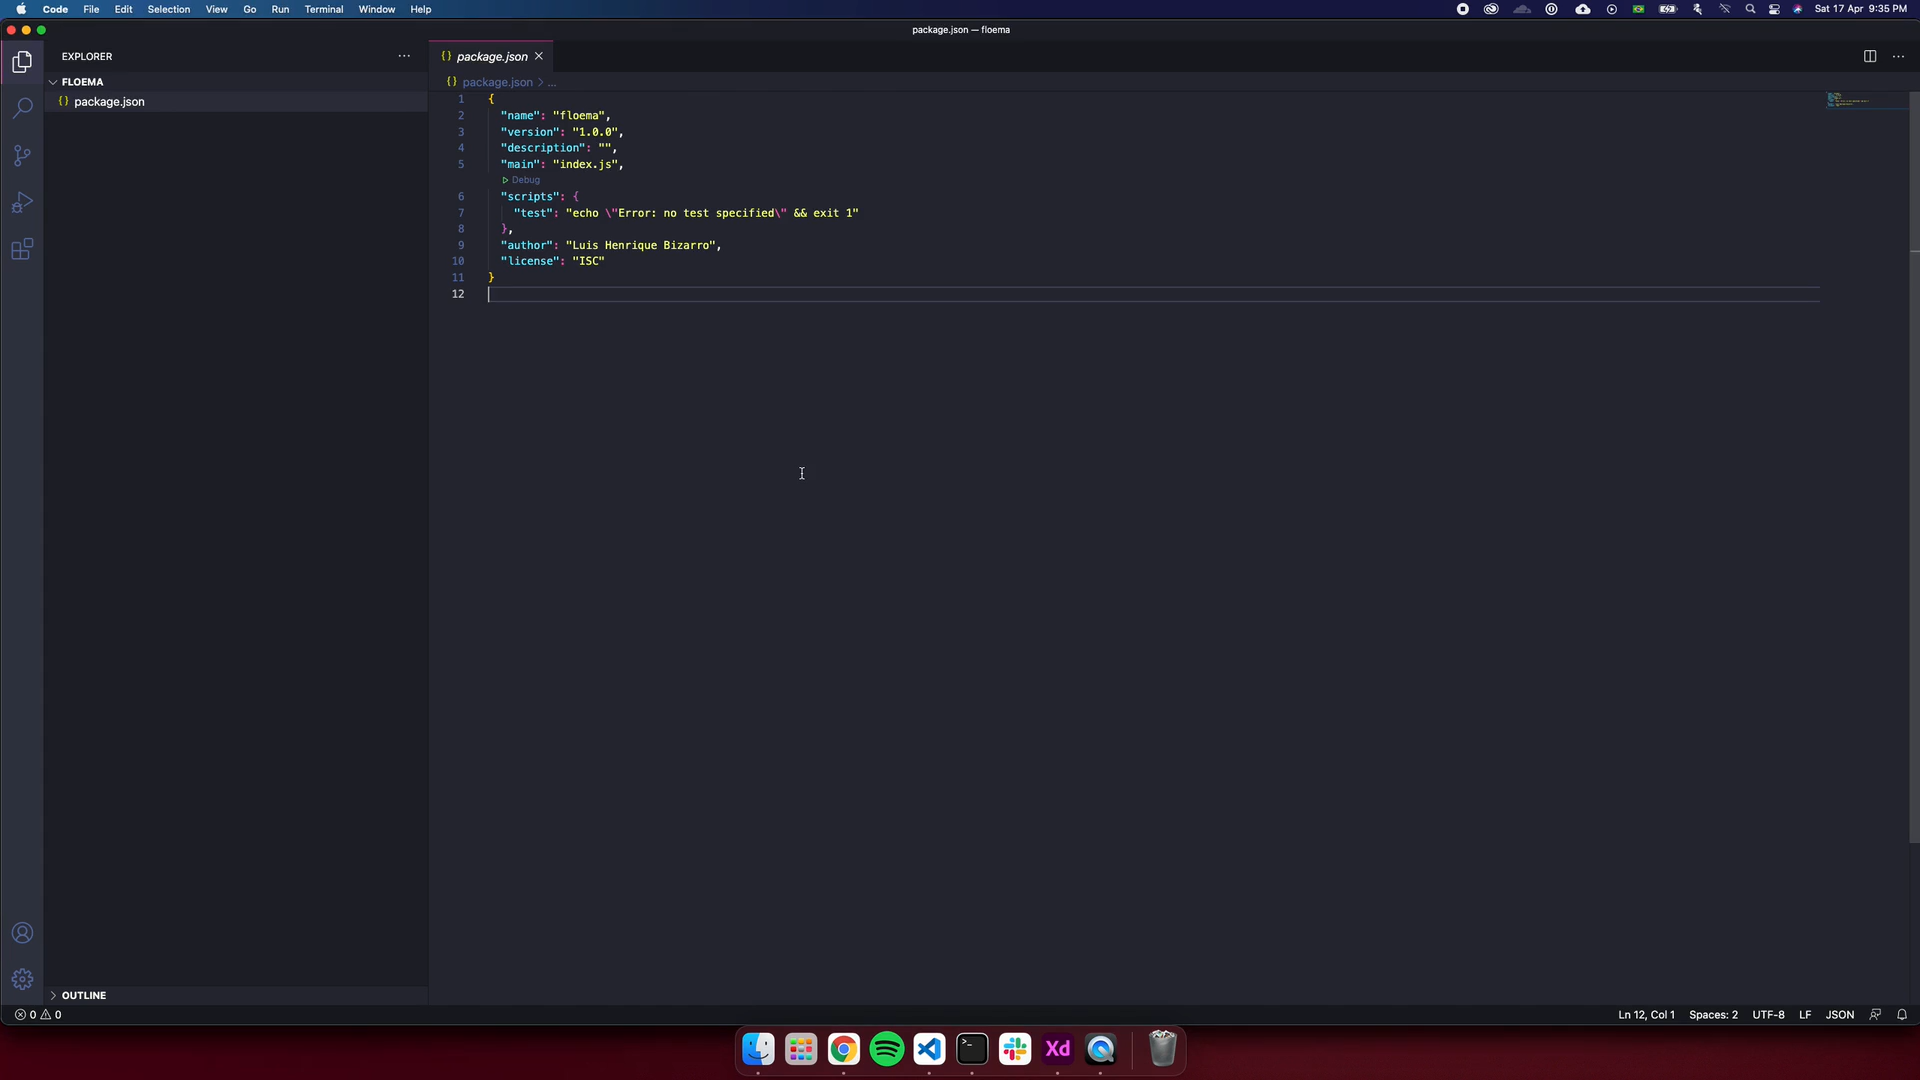 Code File Edit Selection View Go Run Terminal Window Help
Sat 17 Apr 9:35 PM
package.json — floema
EXPLORER
FLOEMA
{} package.json
{} package.json
{} package.json > ...
1 {
2 "name": "floema",
3 "version": "1.0.0",
4 "description": "",
5 "main": "index.js",
Debug
6 "scripts": {
7 "test": "echo \"Error: no test specified\" && exit 1"
8 },
9 "author": "Luis Henrique Bizarro",
10 "license": "ISC"
11 }
12
OUTLINE
0 0
Ln 12, Col 1 Spaces: 2 UTF-8 LF JSON
>_
Xd